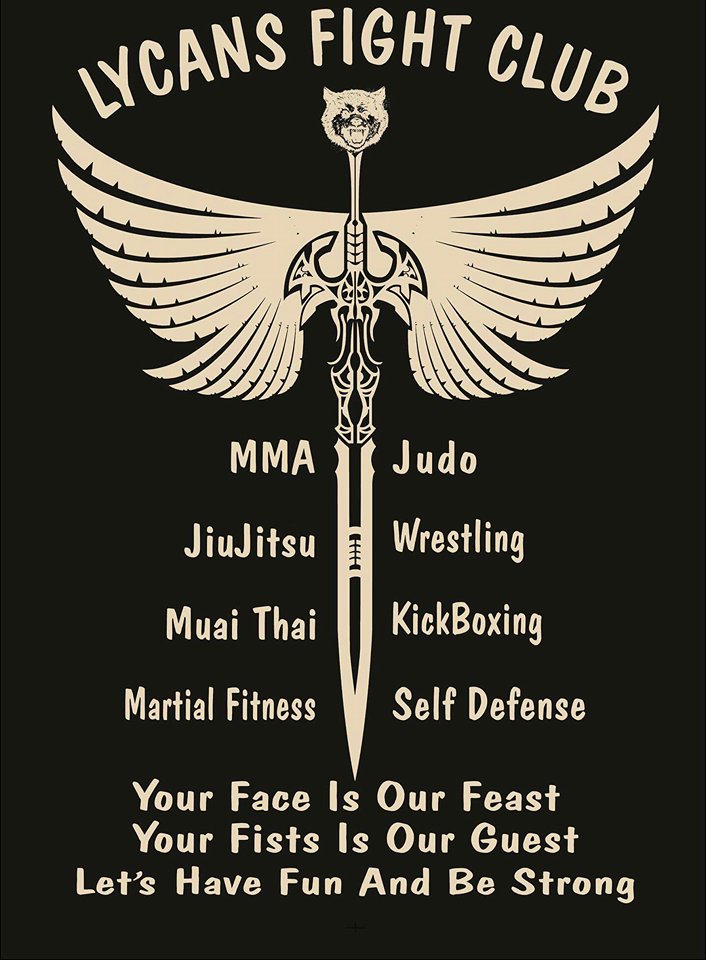 LYCANS FIGHT CLUB
MMA Judo
JiuJitsu Wrestling
Muai Thai KickBoxing
Martial Fitness Self Defense
Your Face Is Our Feast
Your Fists Is Our Guest
Let's Have Fun And Be Strong